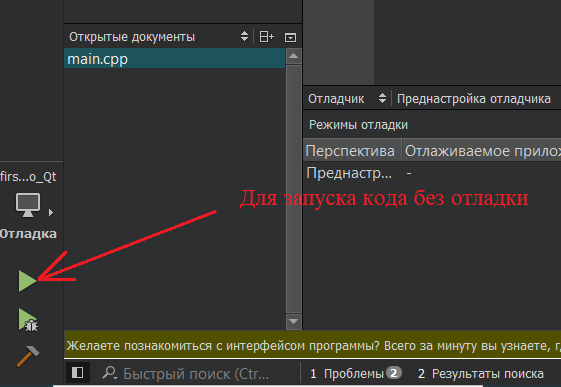 Открытые документы
main.cpp
Отладчик
Преднастройка отладчика
Режимы отладки
Перспектива
Отлаживаемое прило
Преднастр...
-
firs...o_Qt
Отладка
Для запуска кода без отладки
Желаете познакомиться с интерфейсом программы? Всего за минуту вы узнаете, г
Быстрый поиск (Ctr...
1 Проблемы 2
2 Результаты поиска